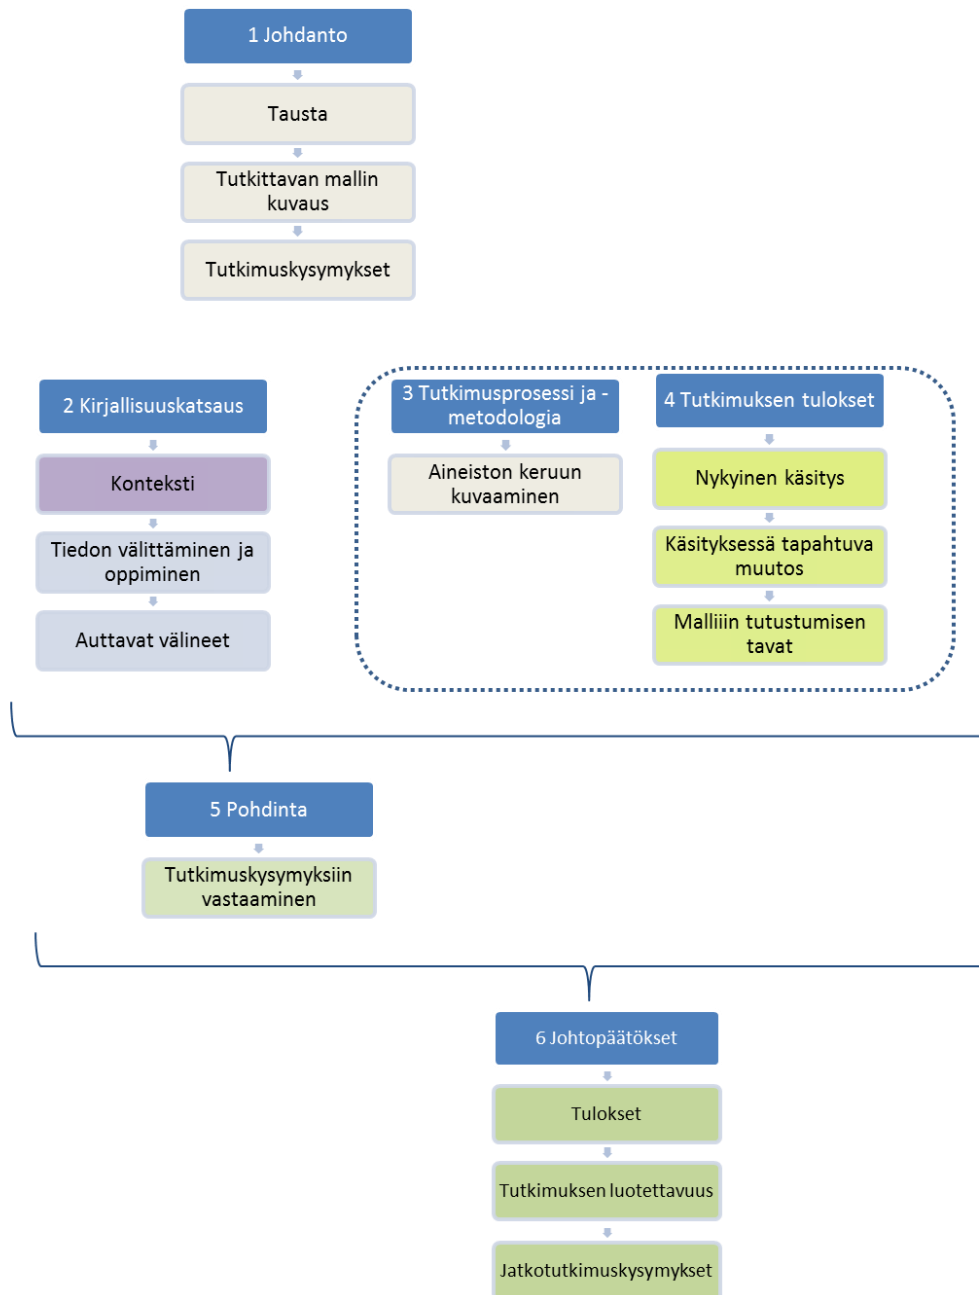 1 Johdanto
Tausta
Tutkittavan mallin
kuvaus
Tutkimuskysymykset
2 Kirjallisuuskatsaus
Konteksti
Tiedon välittäminen ja
oppiminen
Auttavat välineet
3 Tutkimusprosessi ja -
metodologia
Aineiston keruun
kuvaaminen
4 Tutkimuksen tulokset
Nykyinen käsitys
Käsityksessä tapahtuva
muutos
Malliiin tutustumisen
tavat
5 Pohdinta
Tutkimuskysymyksiin
vastaaminen
6 Johtopäätökset
Tulokset
Tutkimuksen luotettavuus
Jatkotutkimuskysymykset